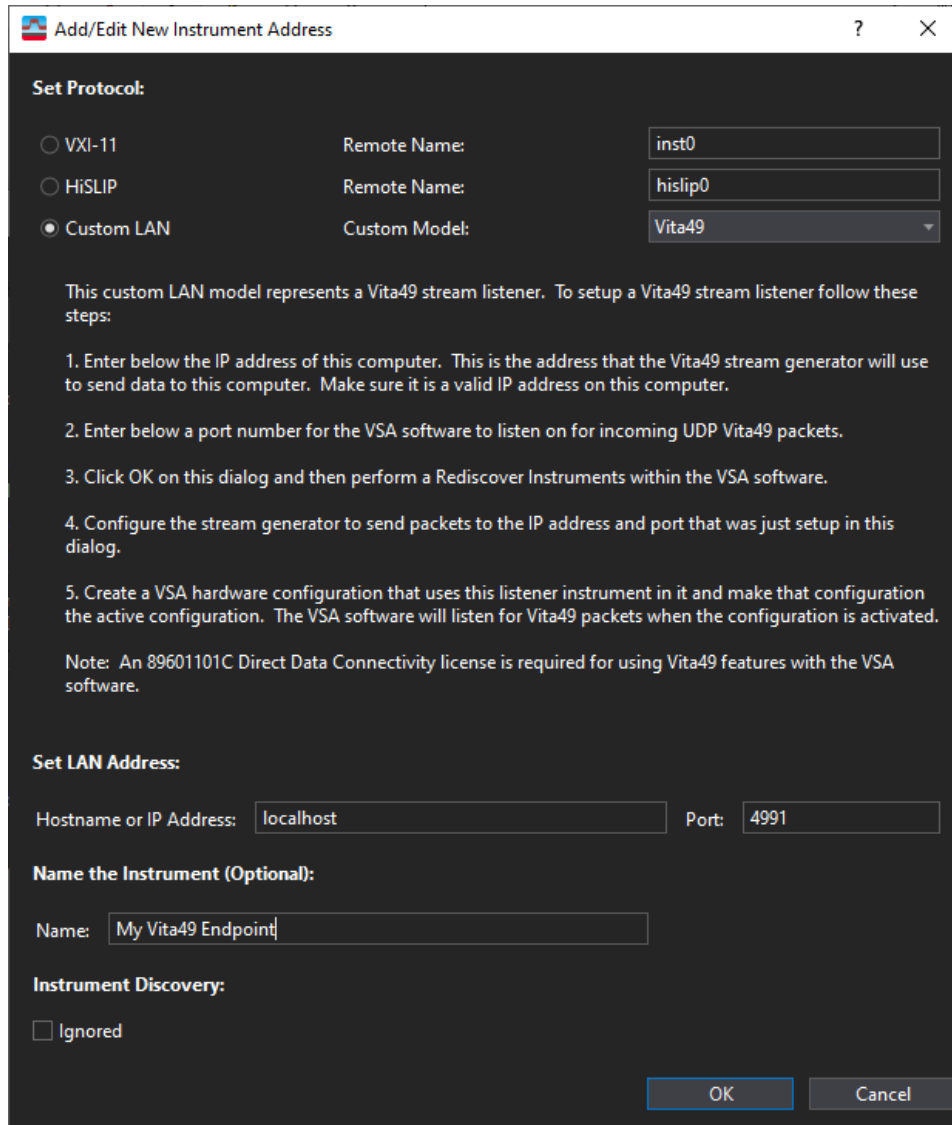 Add/Edit New Instrument Address ?
Set Protocol:
VXI-11 Remote Name: inst0
HiSLIP Remote Name: hislip0
Custom LAN Custom Model: Vita49
This custom LAN model represents a Vita49 stream listener. To setup a Vita49 stream listener follow these
steps:
1. Enter below the IP address of this computer. This is the address that the Vita49 stream generator will use
to send data to this computer. Make sure it is a valid IP address on this computer.
2. Enter below a port number for the VSA software to listen on for incoming UDP Vita49 packets.
3. Click OK on this dialog and then perform a Rediscover Instruments within the VSA software.
4. Configure the stream generator to send packets to the IP address and port that was just setup in this
dialog.
5. Create a VSA hardware configuration that uses this listener instrument in it and make that configuration
the active configuration. The VSA software will listen for Vita49 packets when the configuration is activated.
Note: An 89601101C Direct Data Connectivity license is required for using Vita49 features with the VSA
software.
Set LAN Address:
Hostname or IP Address: localhost Port: 4991
Name the Instrument (Optional):
Name: My Vita49 Endpoint
Instrument Discovery:
Ignored
OK Cancel